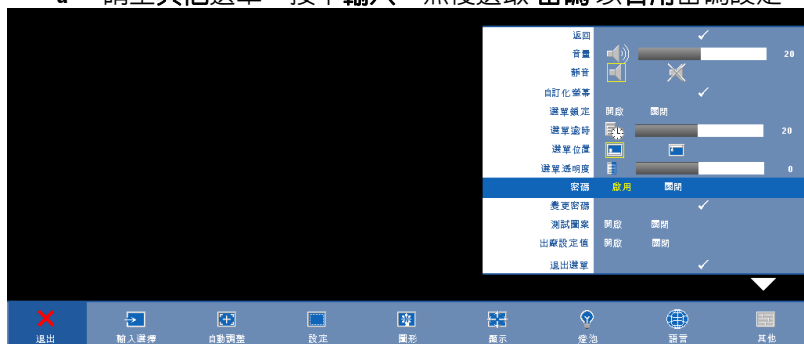 返回
音量 20
靜音
自訂化螢幕
選單鎖定 開啟 關閉
選單逾時 20
選單位置
選單透明度 0
密碼 啟用 關閉
變更密碼
測試圖案 開啟 關閉
出廠設定值 開啟 關閉
退出選單
退出 輸入選擇 自動調整 設定 圖形 顯示 燈泡 語言 其他